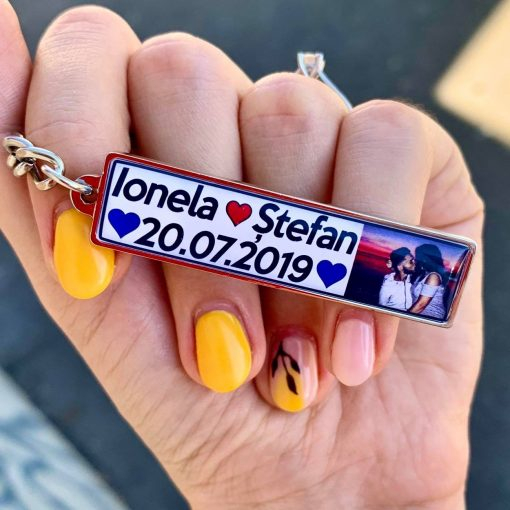 Ionela ♥ Ștefan
♥ 20.07.2019 ♥